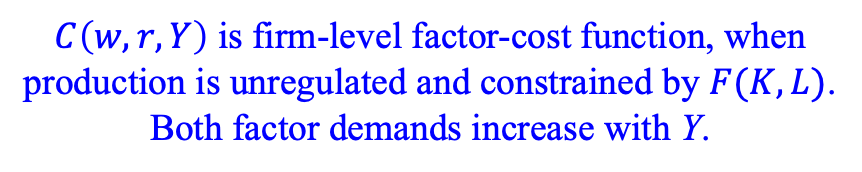 C(w, r, Y) is firm-level factor-cost function, when
production is unregulated and constrained by F(K, L).
Both factor demands increase with Y.